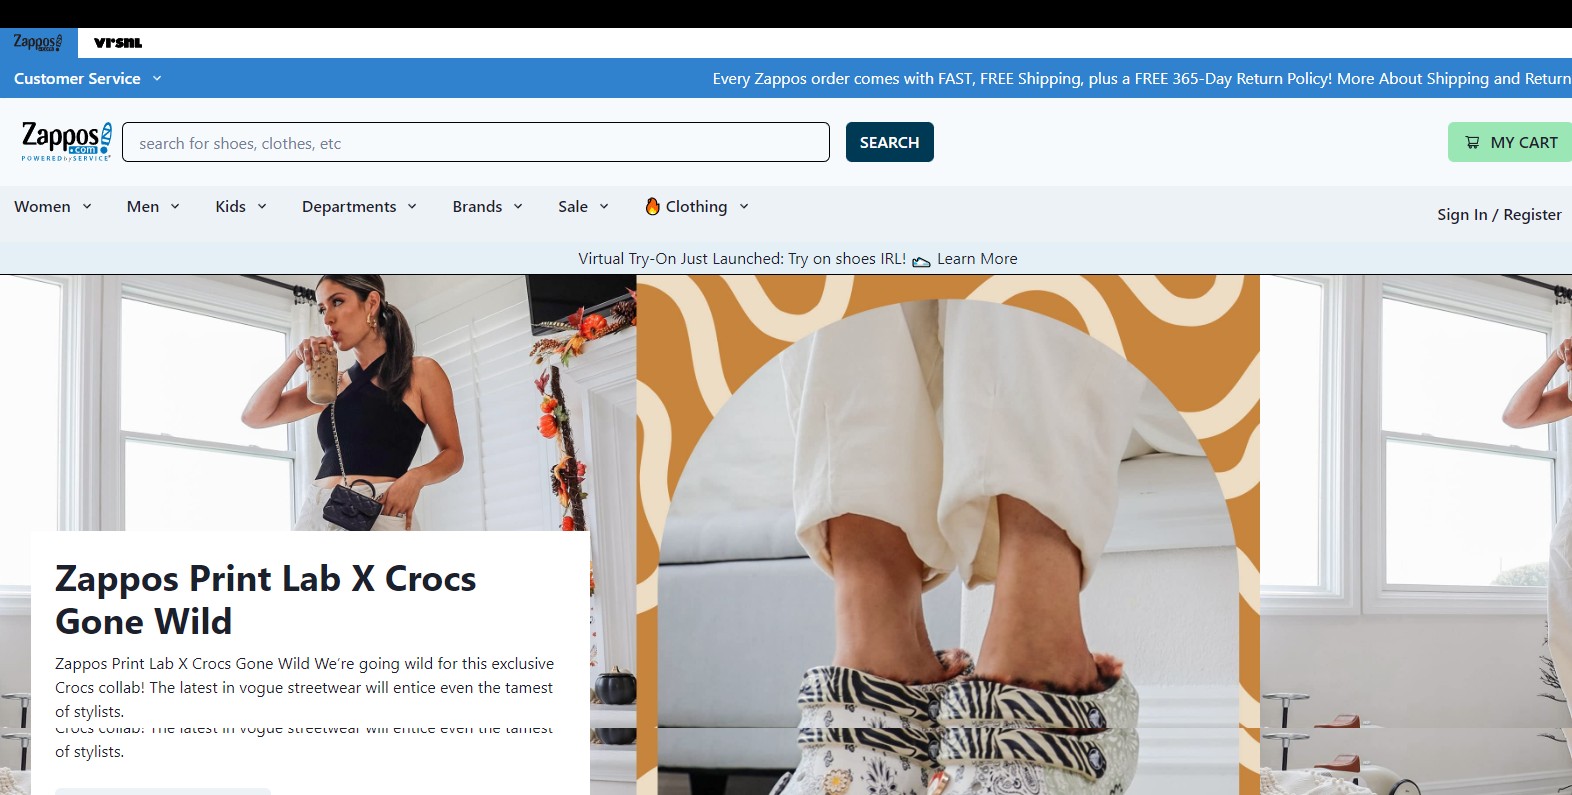 Zappos
vrsnl
Customer Service
Every Zappos order comes with FAST, FREE Shipping, plus a FREE 365-Day Return Policy! More About Shipping and Return
Zappos!
.com
POWERED by SERVICE
search for shoes, clothes, etc
SEARCH
MY CART
Women
Men
Kids
Departments
Brands
Sale
🔥 Clothing
Sign In / Register
Virtual Try-On Just Launched: Try on shoes IRL! 👟 Learn More
Zappos Print Lab X Crocs
Gone Wild
Zappos Print Lab X Crocs Gone Wild We’re going wild for this exclusive
Crocs collab! The latest in vogue streetwear will entice even the tamest
of stylists.
Crocs collab! The latest in vogue streetwear will entice even the tamest
of stylists.